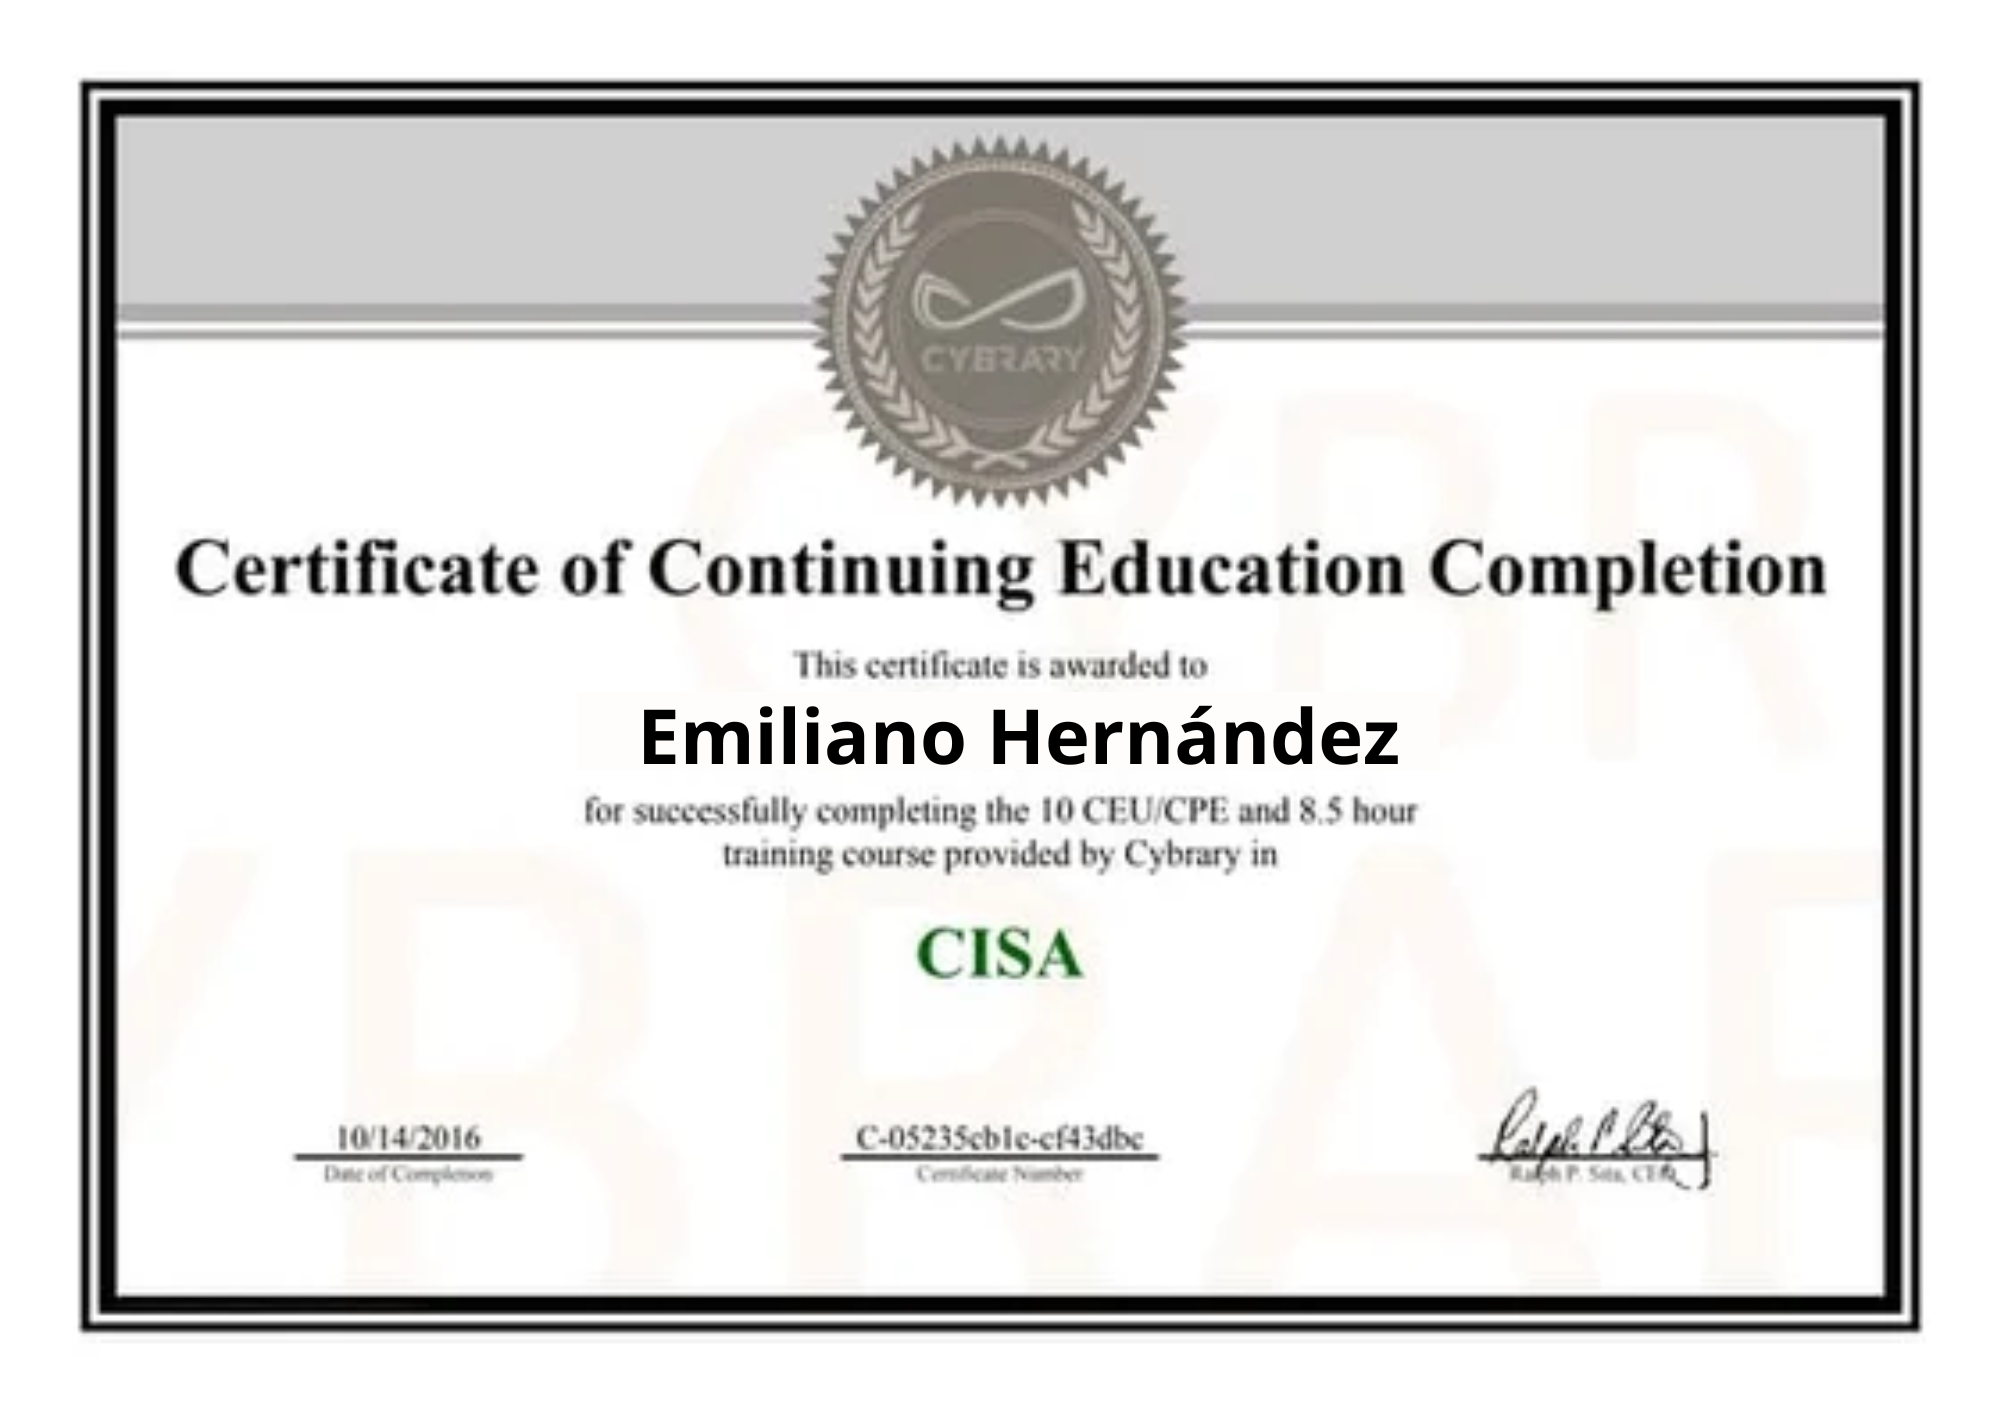 CYBRARY
Certificate of Continuing Education Completion
This certificate is awarded to
Emiliano Hernández
for successfully completing the 10 CEU/CPE and 8.5 hour
training course provided by Cybrary in
CISA
10/14/2016
Date of Completion
C-05235cb1c-cf43dbc
Certificate Number
Ralph P. Sita, CEO